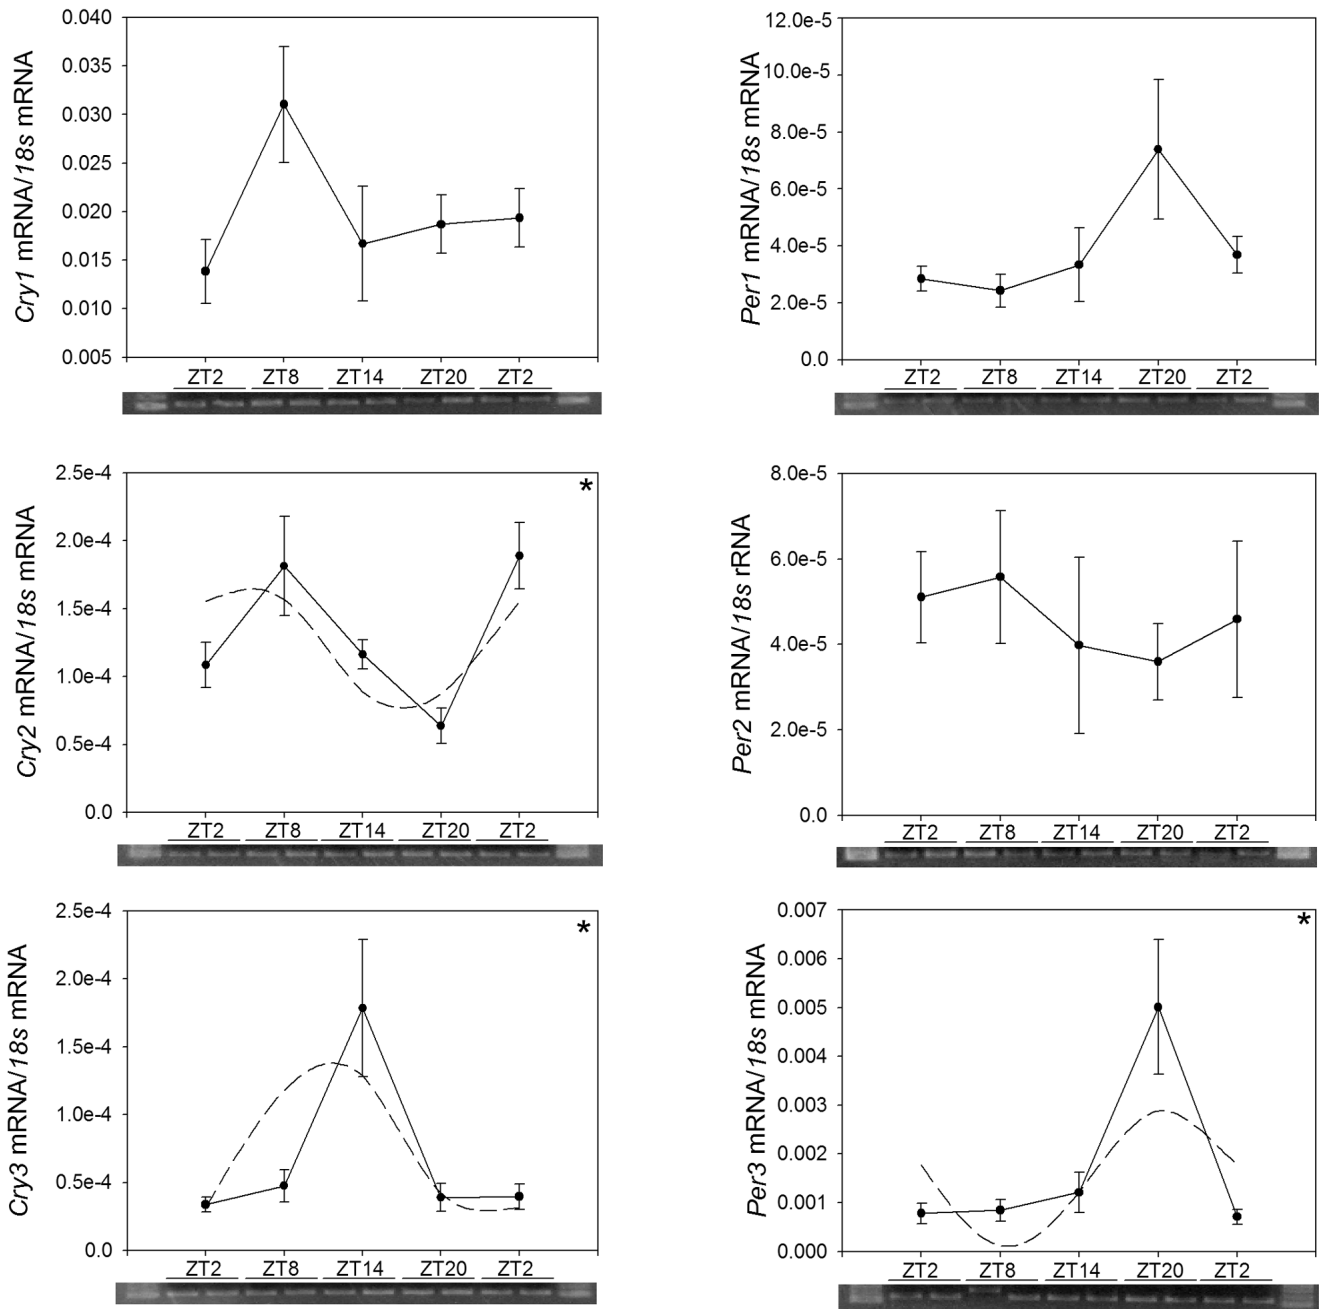 Cry1 mRNA/18s mRNA
0.040
0.035
0.030
0.025
0.020
0.015
0.010
0.005
ZT2 ZT8 ZT14 ZT20 ZT2
Per1 mRNA/18s mRNA
12.0e-5
10.0e-5
8.0e-5
6.0e-5
4.0e-5
2.0e-5
0.0
ZT2 ZT8 ZT14 ZT20 ZT2
Cry2 mRNA/18s mRNA
2.5e-4
2.0e-4
1.5e-4
1.0e-4
0.5e-4
0.0
*
ZT2 ZT8 ZT14 ZT20 ZT2
Per2 mRNA/18s rRNA
8.0e-5
6.0e-5
4.0e-5
2.0e-5
0.0
ZT2 ZT8 ZT14 ZT20 ZT2
Cry3 mRNA/18s mRNA
2.5e-4
2.0e-4
1.5e-4
1.0e-4
0.5e-4
0.0
*
ZT2 ZT8 ZT14 ZT20 ZT2
Per3 mRNA/18s mRNA
0.007
0.006
0.005
0.004
0.003
0.002
0.001
0.000
*
ZT2 ZT8 ZT14 ZT20 ZT2